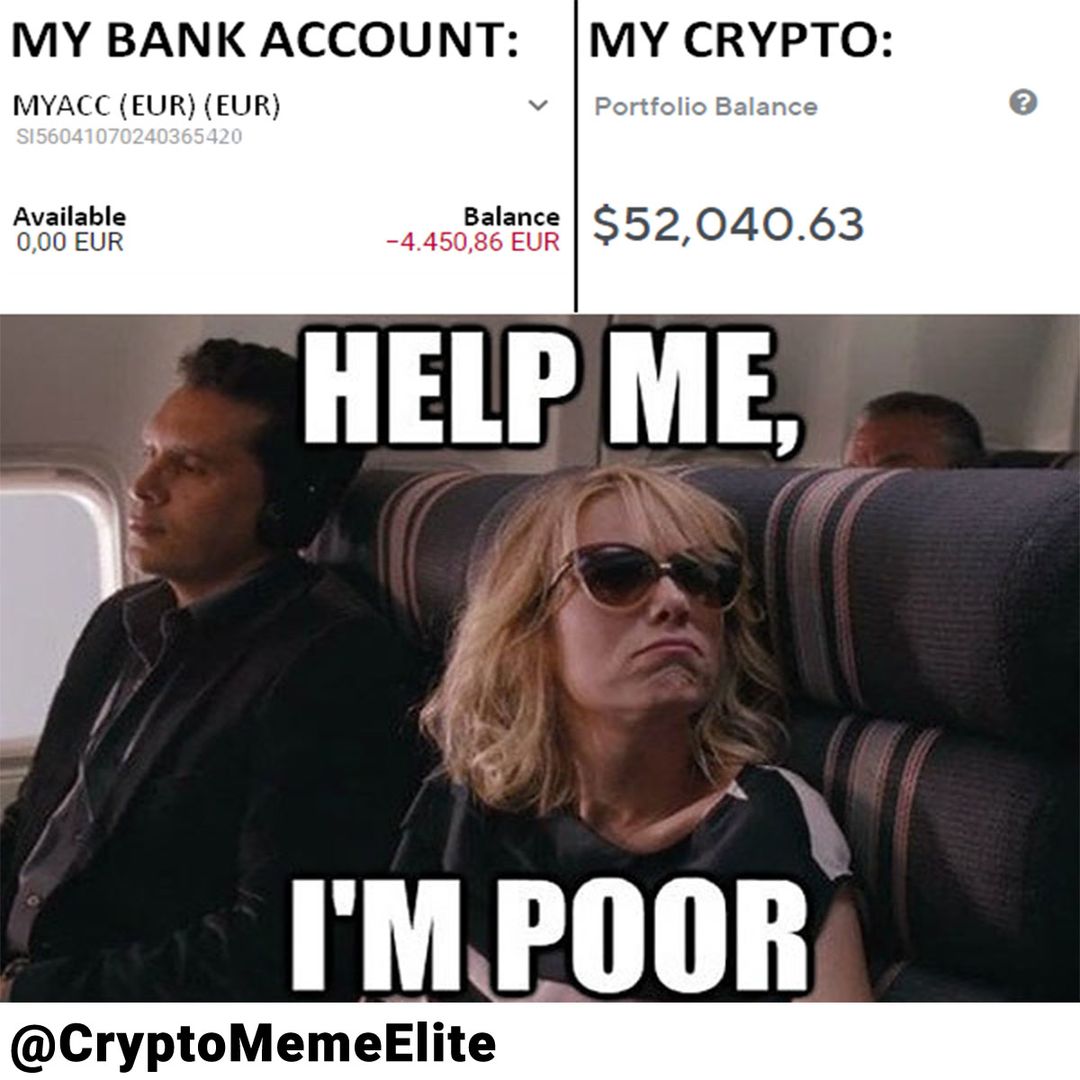 MY BANK ACCOUNT:
MYACC (EUR) (EUR)
SI56041070240365420
Available
0,00 EUR
Balance
-4.450,86 EUR
MY CRYPTO:
Portfolio Balance
?
$52,040.63
HELP ME,
I'M POOR
@CryptoMemeElite